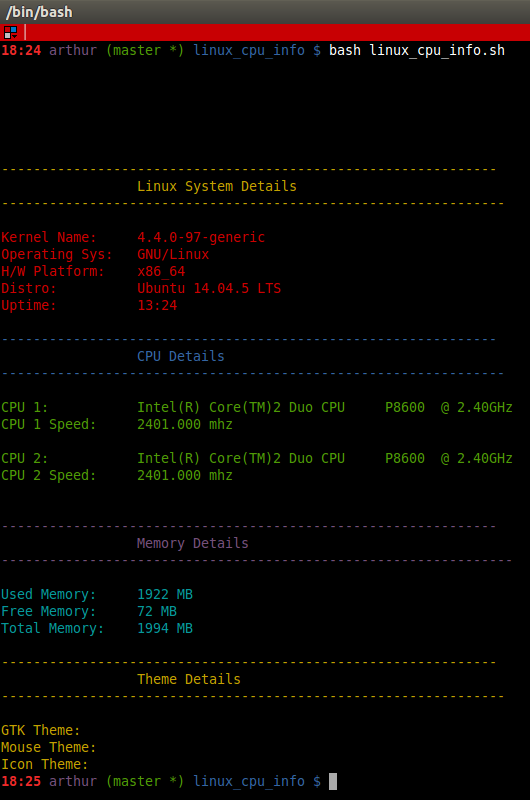 /bin/bash
18:24 arthur (master *) linux_cpu_info $ bash linux_cpu_info.sh
--------------------------------------------------------------
Linux System Details
---------------------------------------------------------------
Kernel Name: 4.4.0-97-generic
Operating Sys: GNU/Linux
H/W Platform: x86_64
Distro: Ubuntu 14.04.5 LTS
Uptime: 13:24
--------------------------------------------------------------
CPU Details
---------------------------------------------------------------
CPU 1: Intel(R) Core(TM)2 Duo CPU P8600 @ 2.40GHz
CPU 1 Speed: 2401.000 mhz
CPU 2: Intel(R) Core(TM)2 Duo CPU P8600 @ 2.40GHz
CPU 2 Speed: 2401.000 mhz
--------------------------------------------------------------
Memory Details
----------------------------------------------------------------
Used Memory: 1922 MB
Free Memory: 72 MB
Total Memory: 1994 MB
--------------------------------------------------------------
Theme Details
---------------------------------------------------------------
GTK Theme:
Mouse Theme:
Icon Theme:
18:25 arthur (master *) linux_cpu_info $